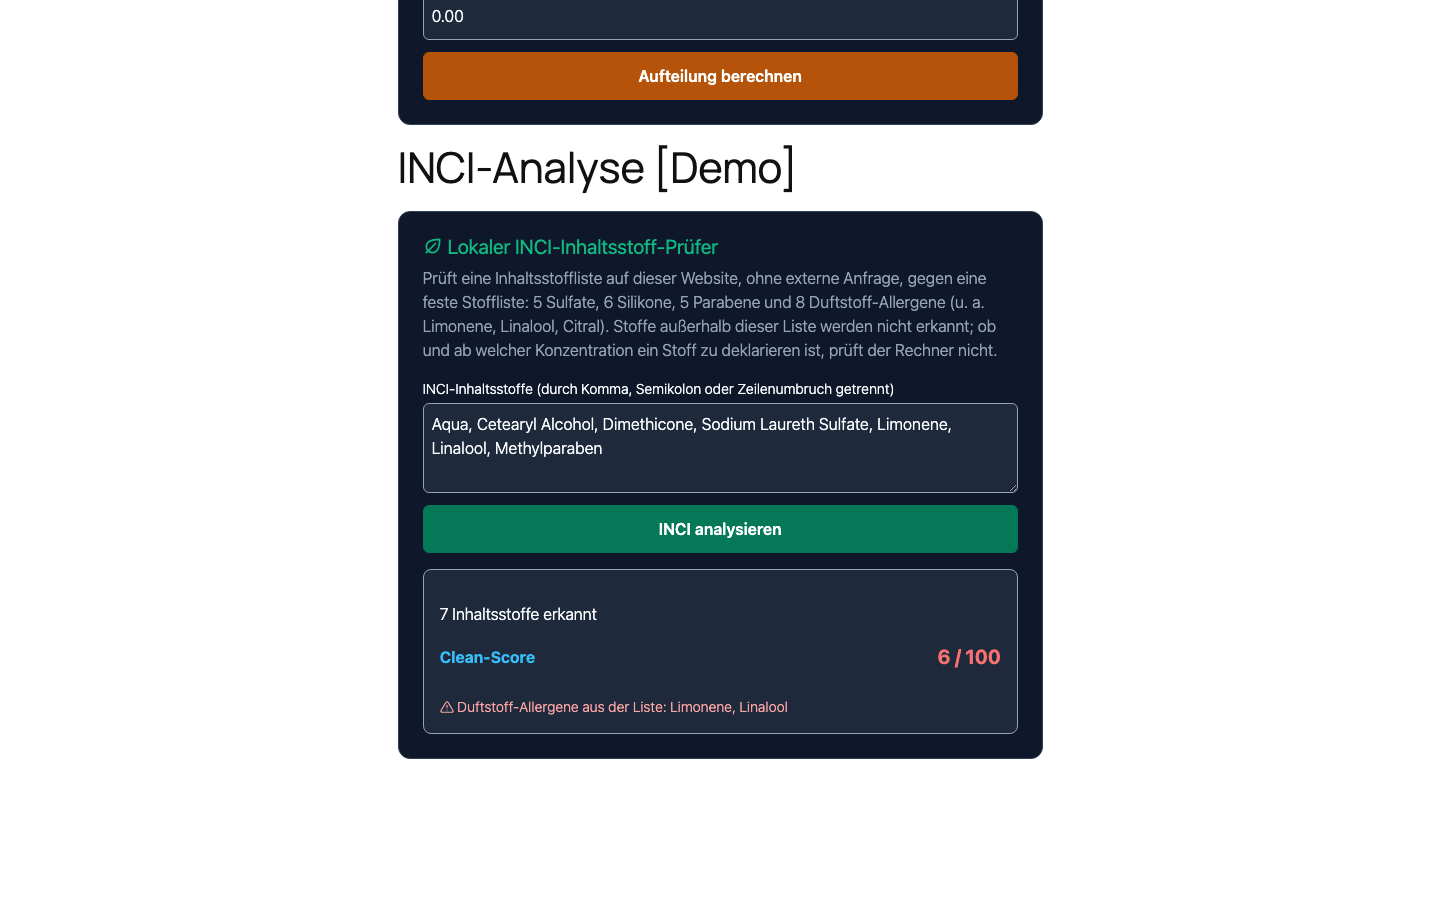 0.00
Aufteilung berechnen
INCI-Analyse [Demo]
Lokaler INCI-Inhaltsstoff-Prüfer
Prüft eine Inhaltsstoffliste auf dieser Website, ohne externe Anfrage, gegen eine
feste Stoffliste: 5 Sulfate, 6 Silikone, 5 Parabene und 8 Duftstoff-Allergene (u. a.
Limonene, Linalool, Citral). Stoffe außerhalb dieser Liste werden nicht erkannt; ob
und ab welcher Konzentration ein Stoff zu deklarieren ist, prüft der Rechner nicht.
INCI-Inhaltsstoffe (durch Komma, Semikolon oder Zeilenumbruch getrennt)
Aqua, Cetearyl Alcohol, Dimethicone, Sodium Laureth Sulfate, Limonene,
Linalool, Methylparaben
INCI analysieren
7 Inhaltsstoffe erkannt
Clean-Score 6 / 100
Duftstoff-Allergene aus der Liste: Limonene, Linalool